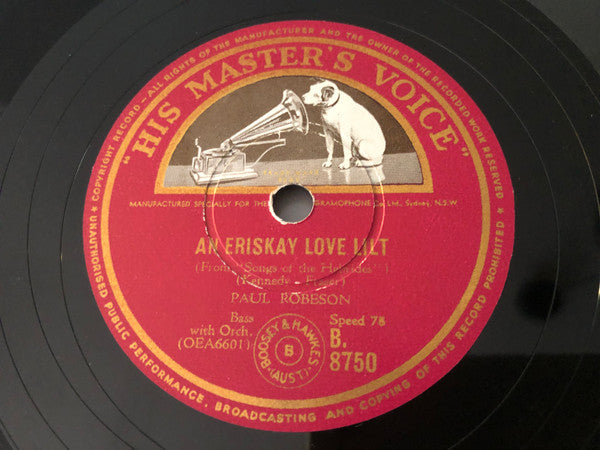 COPYRIGHT RECORD—ALL RIGHTS OF THE MANUFACTURER AND THE OWNER OF THE RECORDED WORK RESERVED
"HIS MASTER'S VOICE"
MANUFACTURED SPECIALLY FOR THE GRAMOPHONE Co., Ltd., Sydney, N.S.W
AN ERISKAY LOVE LILT
(From "Songs of the Hebrides")
(Kennedy - Fraser)
PAUL ROBESON
Bass
with Orch.
(OEA6601)
BOOSEY & HAWKES
B
(AUST)
Speed 78
B.
8750
UNAUTHORISED PUBLIC PERFORMANCE, BROADCASTING AND COPYING OF THIS RECORD PROHIBITED